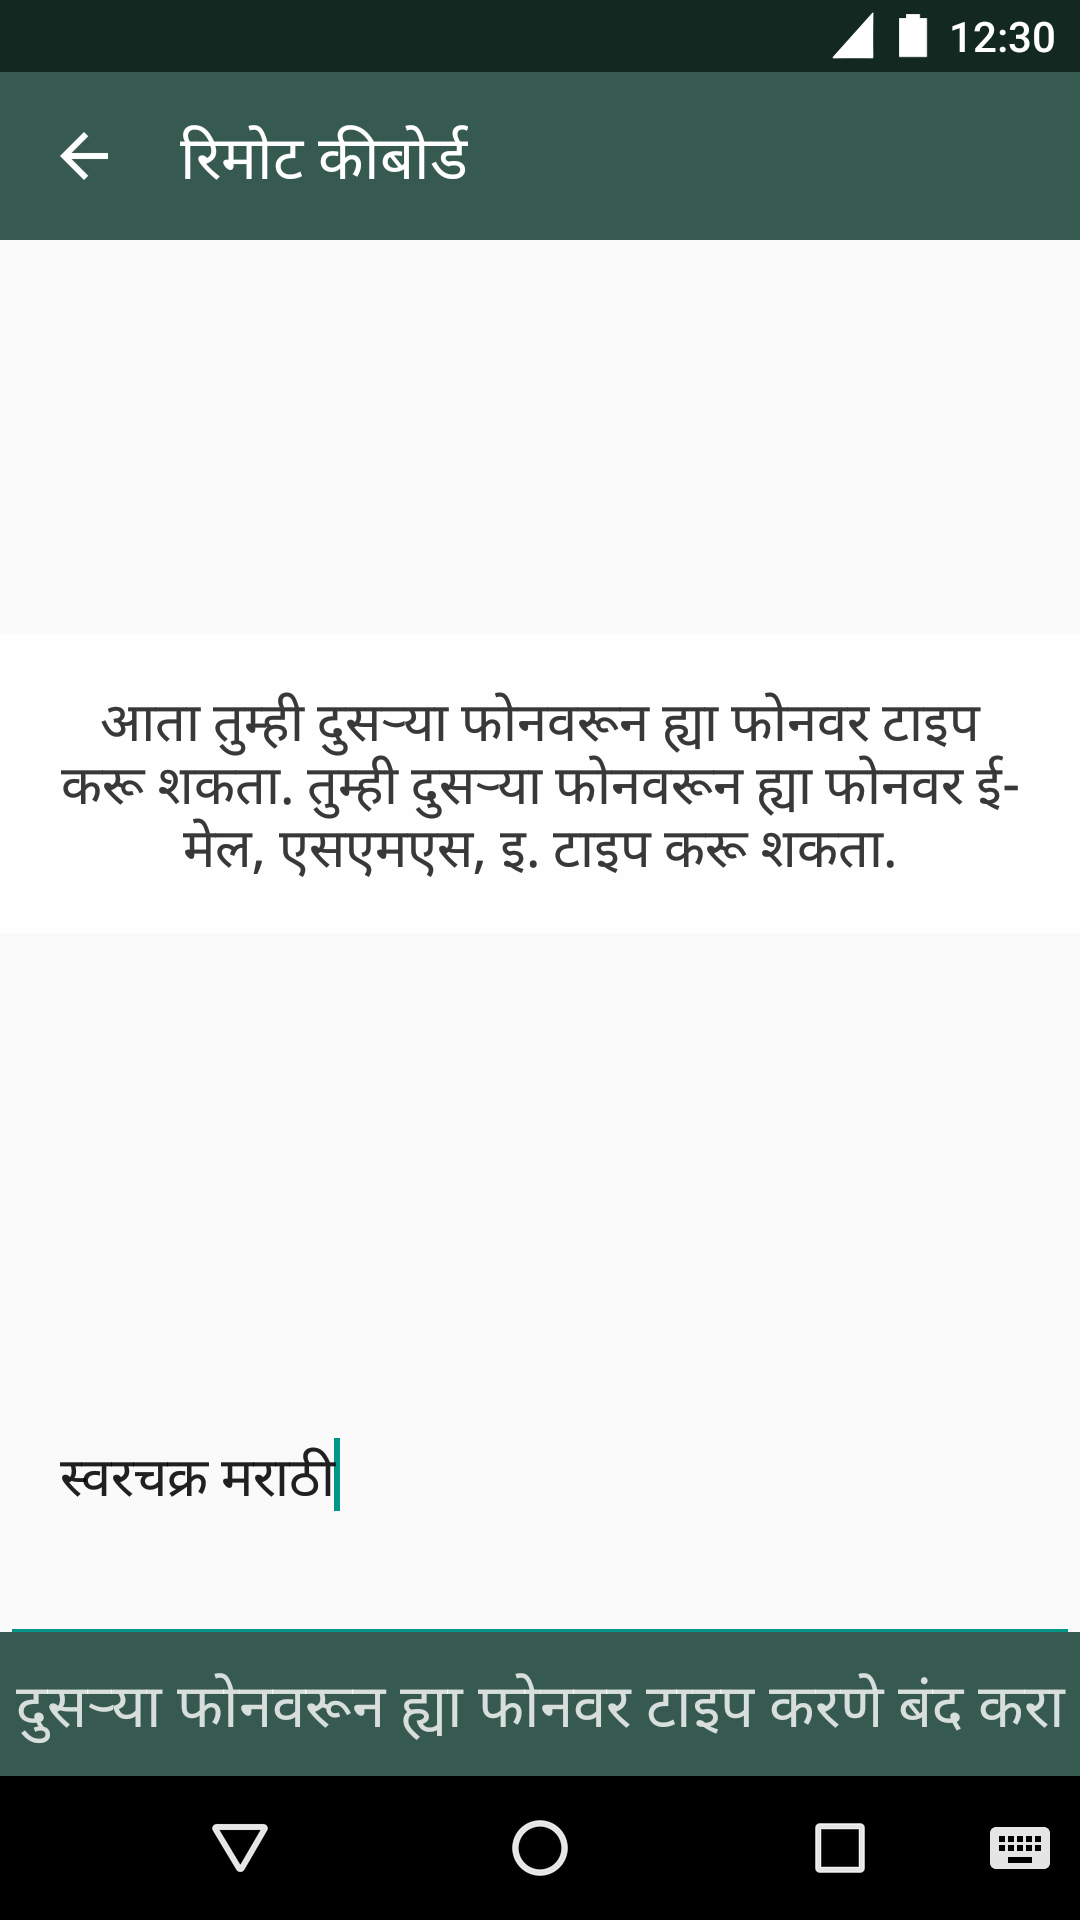 12:30
रिमोट कीबोर्ड
आता तुम्ही दुसऱ्या फोनवरून ह्या फोनवर टाइप
करू शकता. तुम्ही दुसऱ्या फोनवरून ह्या फोनवर ई-
मेल, एसएमएस, इ. टाइप करू शकता.
स्वरचक्र मराठी
दुसऱ्या फोनवरून ह्या फोनवर टाइप करणे बंद करा